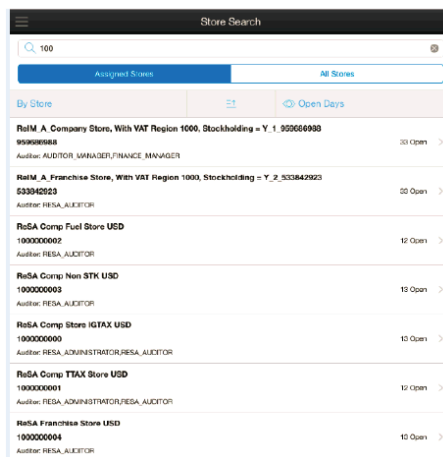 Store Search
100
Assigned Stores
All Stores
By Store
Open Days
ReIM_A_Company Store, With VAT Region 1000, Stockholding = Y_1_959686988
959686988
33 Open
Auditor: AUDITOR_MANAGER,FINANCE_MANAGER
ReIM_A_Franchise Store, With VAT Region 1000, Stockholding = Y_2_533842923
533842923
33 Open
Auditor: RESA_AUDITOR
ReSA Comp Fuel Store USD
1000000002
12 Open
Auditor: RESA_AUDITOR
ReSA Comp Non STK USD
1000000003
13 Open
Auditor: RESA_AUDITOR
ReSA Comp Store IGTAX USD
1000000000
13 Open
Auditor: RESA_ADMINISTRATOR,RESA_AUDITOR
ReSA Comp TTAX Store USD
1000000001
12 Open
Auditor: RESA_ADMINISTRATOR,RESA_AUDITOR
ReSA Franchise Store USD
1000000004
13 Open
Auditor: RESA_AUDITOR